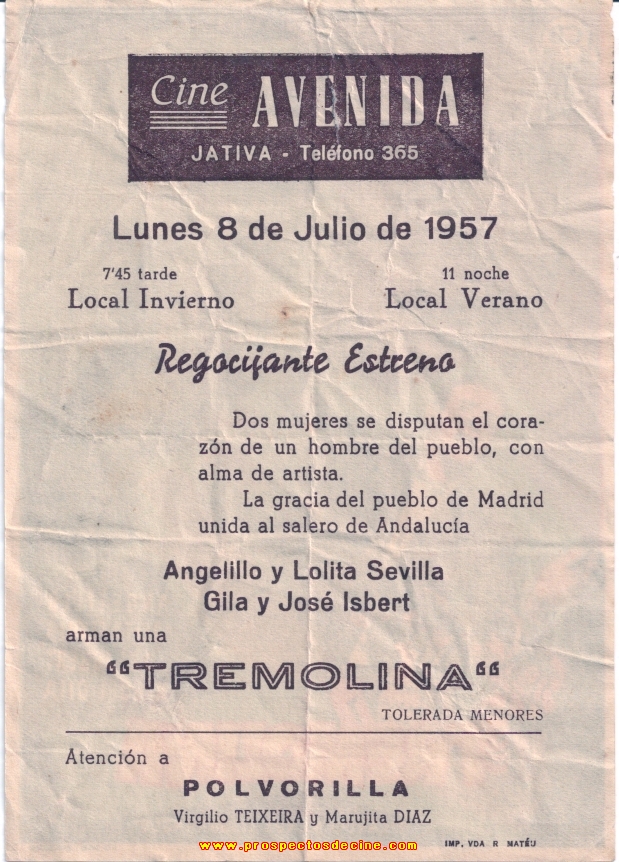 Cine AVENIDA
JATIVA - Teléfono 365
Lunes 8 de Julio de 1957
7'45 tarde 11 noche
Local Invierno Local Verano
Regocijante Estreno
Dos mujeres se disputan el cora-
zón de un hombre del pueblo, con
alma de artista.
La gracia del pueblo de Madrid
unida al salero de Andalucía
Angelillo y Lolita Sevilla
Gila y José Isbert
arman una
“TREMOLINA“
TOLERADA MENORES
Atención a
POLVORILLA
Virgilio TEIXEIRA y Marujita DIAZ
IMP. VDA R MATÉU
www.prospectosdecine.com